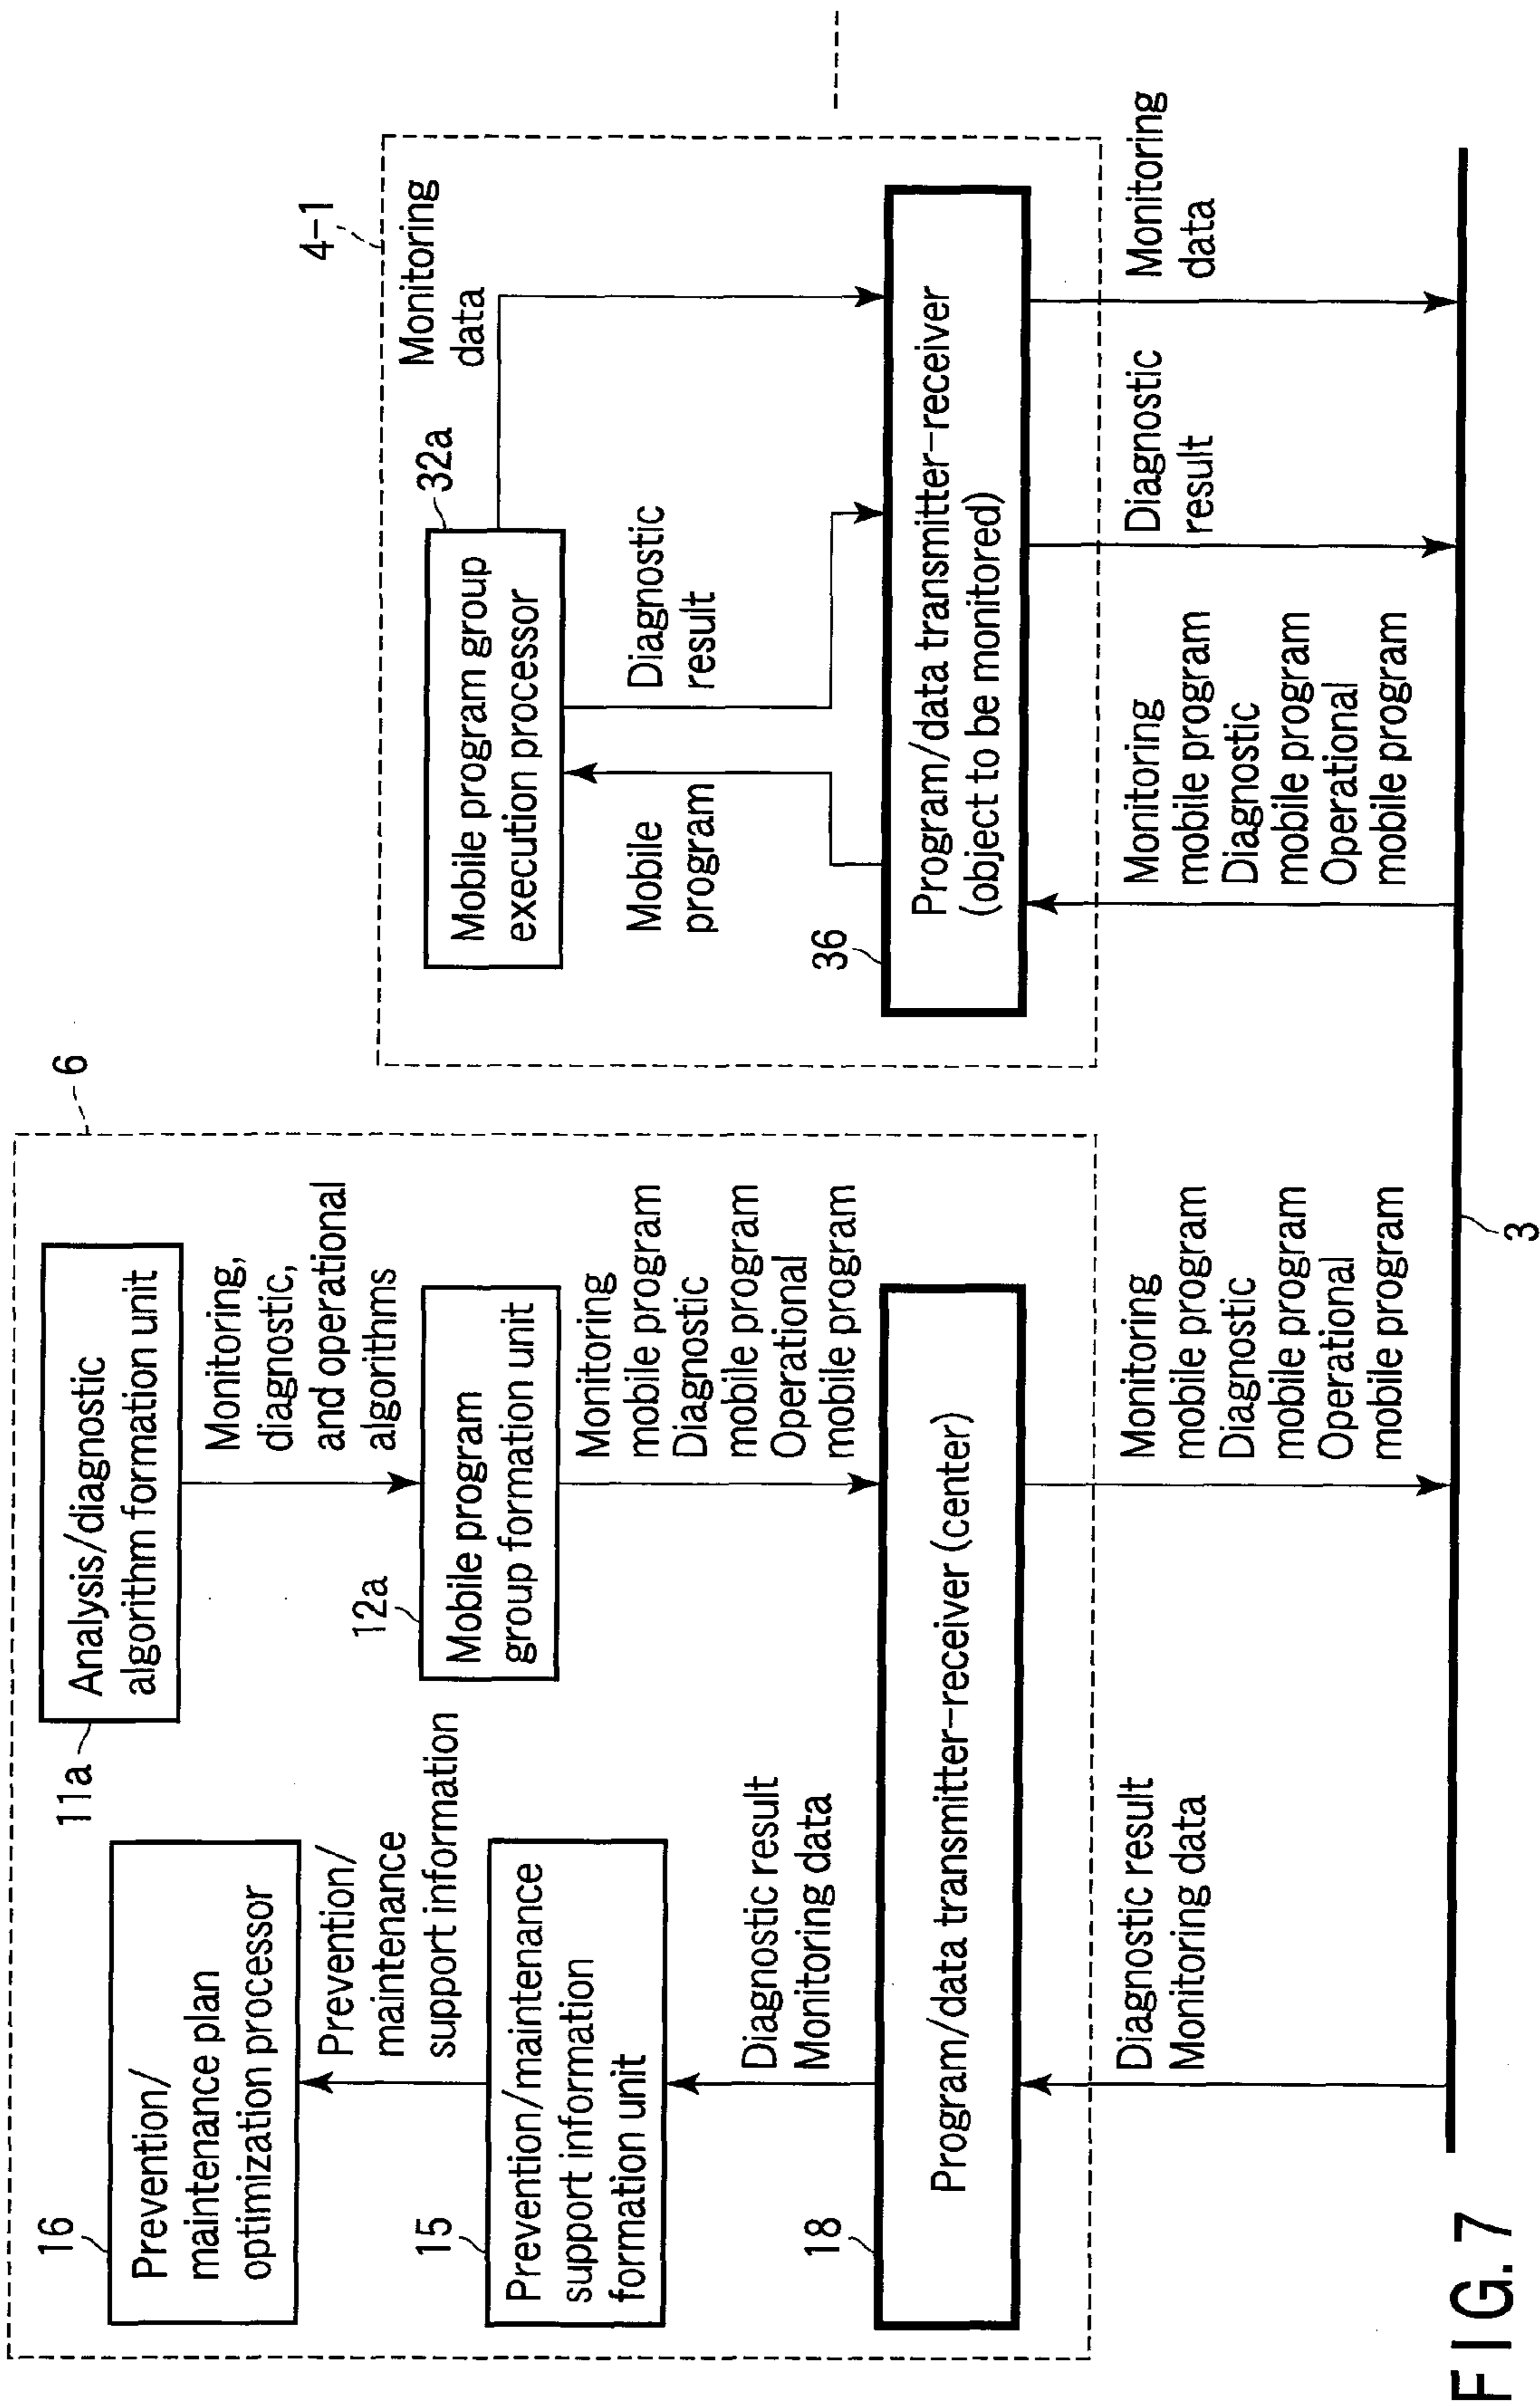 6
16
Prevention/
maintenance plan
optimization processor
11a
Analysis/diagnostic
algorithm formation unit
Prevention/
maintenance
support information
Monitoring,
diagnostic,
and operational
algorithms
15
Prevention/maintenance
support information
formation unit
12a
Mobile program
group formation unit
Diagnostic result
Monitoring data
Monitoring
mobile program
Diagnostic
mobile program
Operational
mobile program
18
Program/data transmitter-receiver (center)
Diagnostic result
Monitoring data
Monitoring
mobile program
Diagnostic
mobile program
Operational
mobile program
3
4-1
32a
Mobile program group
execution processor
Monitoring
data
Mobile
program
Diagnostic
result
36
Program/data transmitter-receiver
(object to be monitored)
Monitoring
mobile program
Diagnostic
mobile program
Operational
mobile program
Diagnostic
result
Monitoring
data
FIG. 7